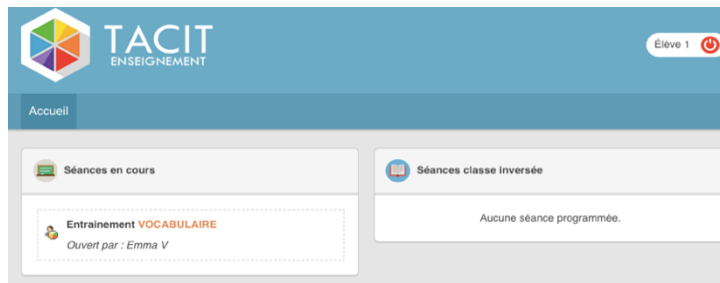 TACIT
ENSEIGNEMENT
Élève 1
Accueil
Séances en cours
Entrainement VOCABULAIRE
Ouvert par : Emma V
Séances classe inversée
Aucune séance programmée.